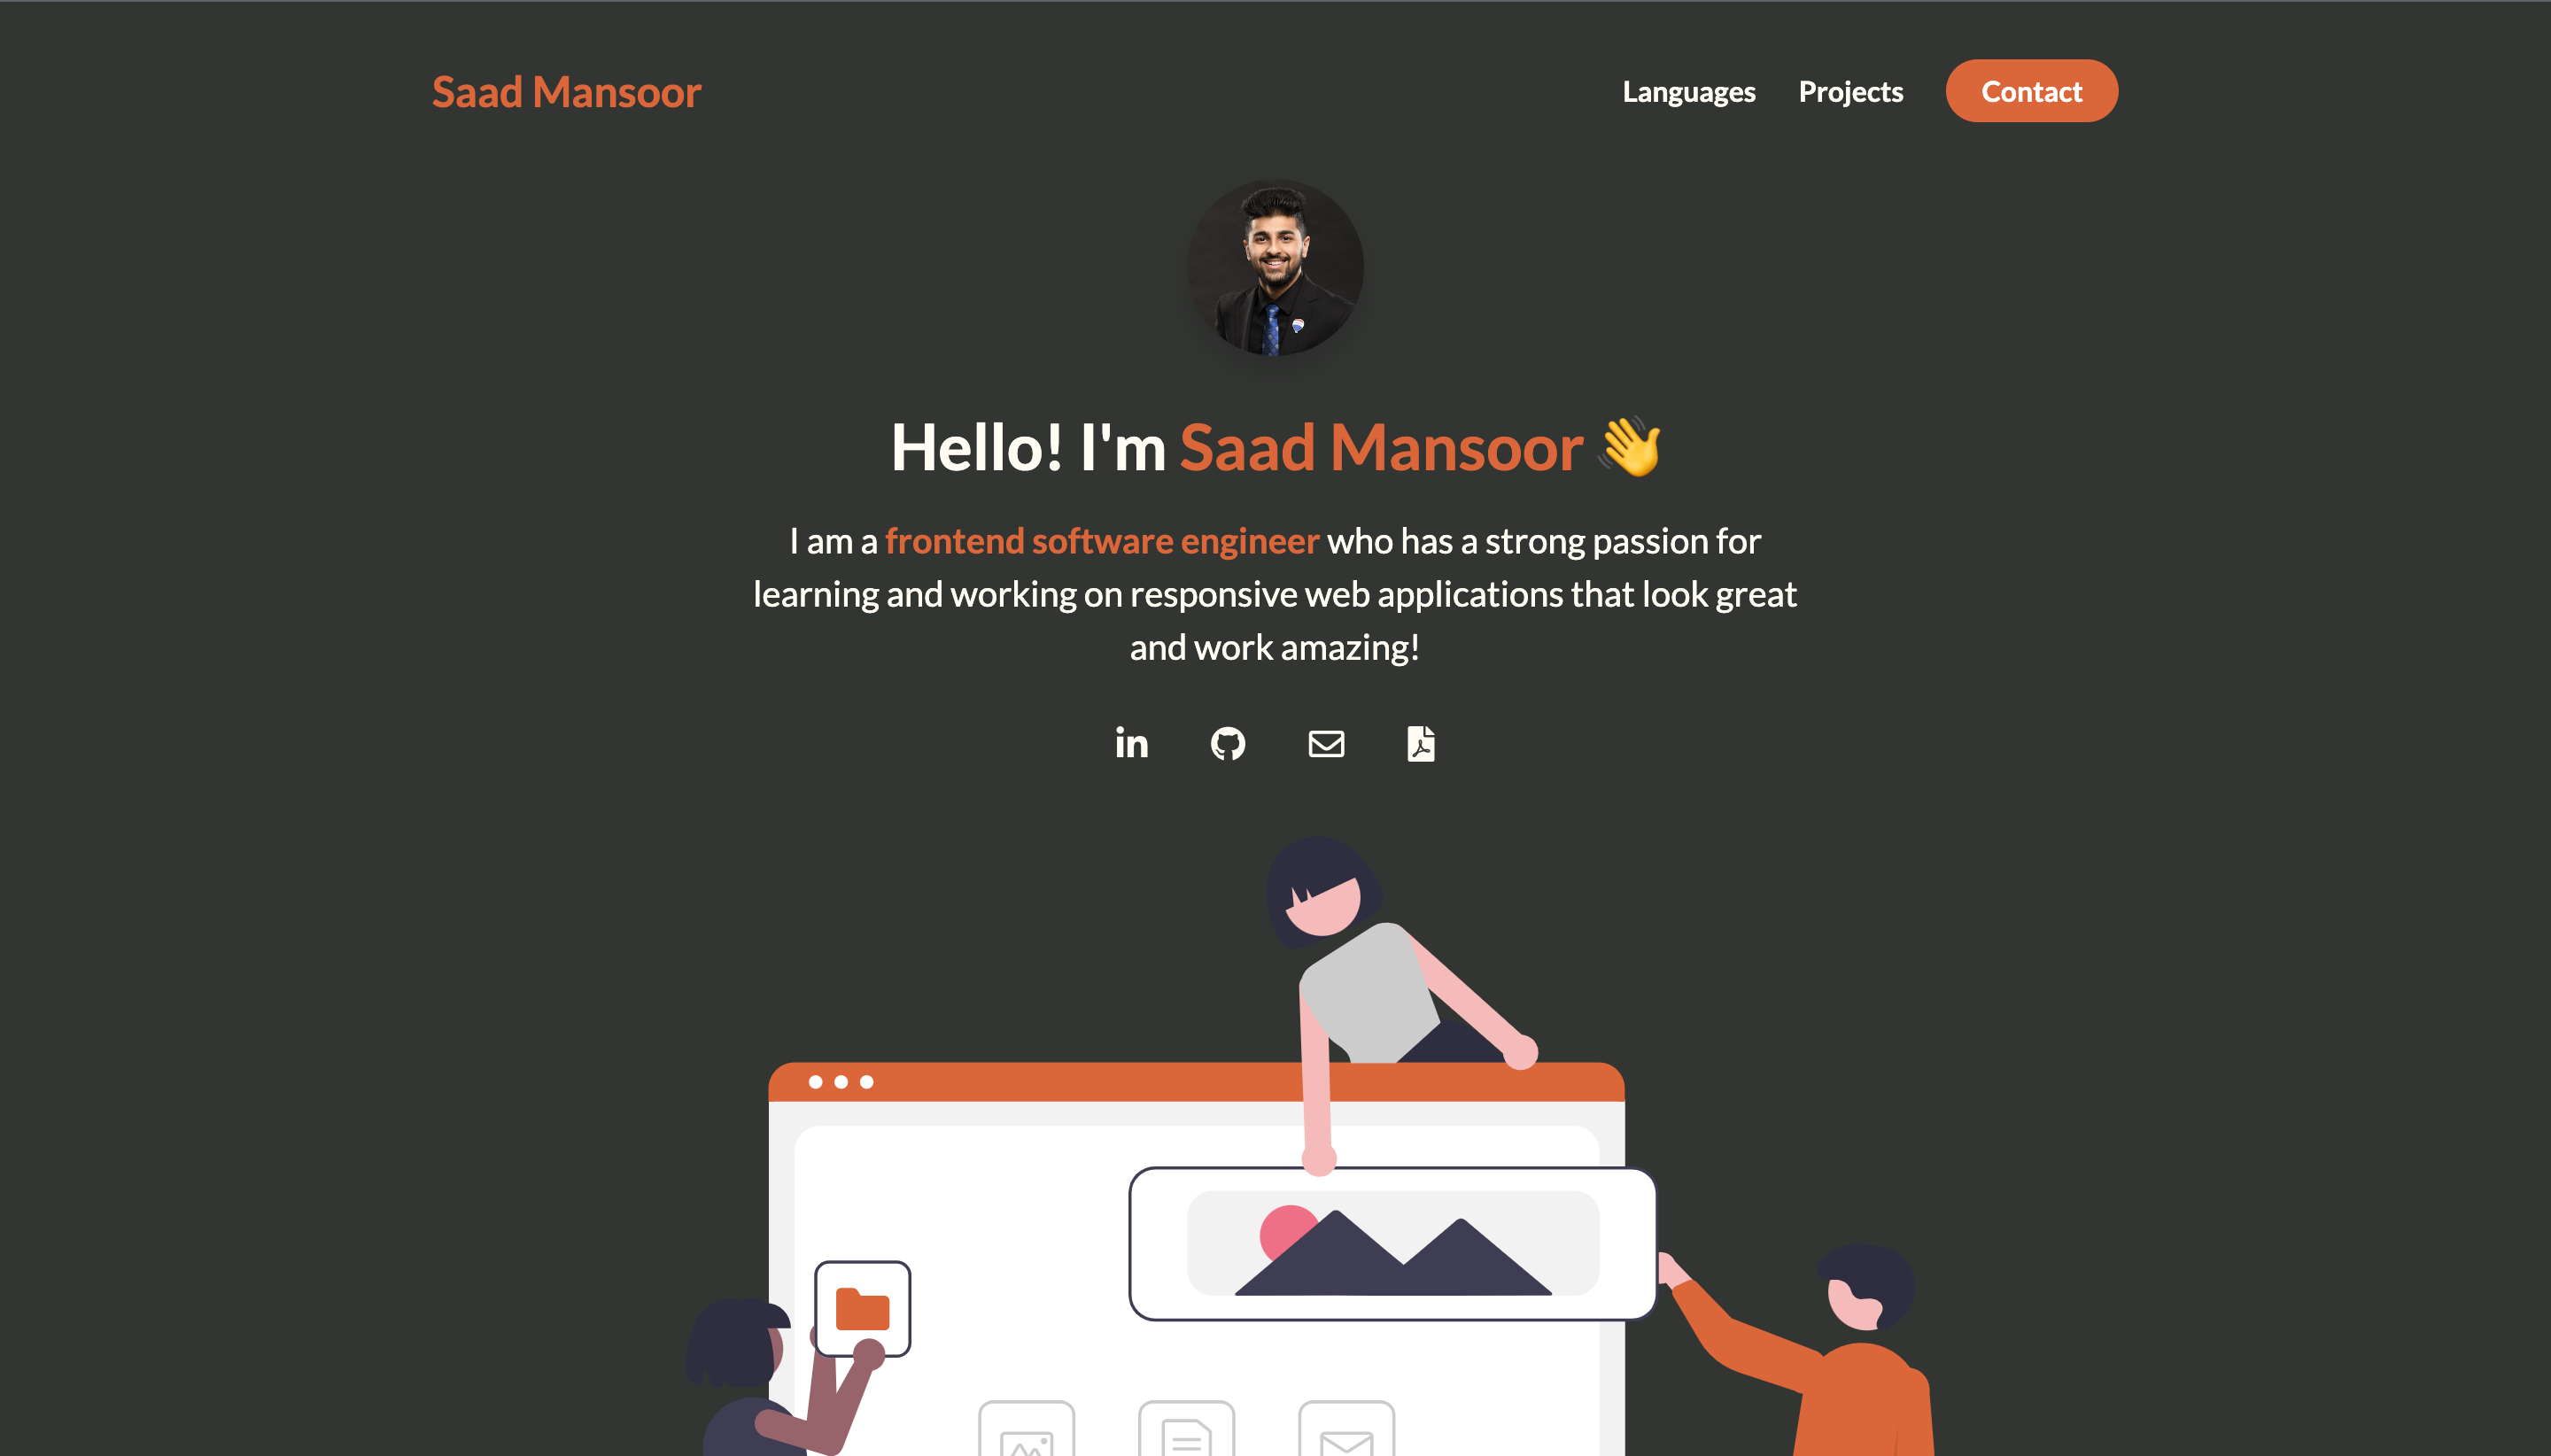 Saad Mansoor
Languages Projects Contact
Hello! I'm Saad Mansoor 👋
I am a frontend software engineer who has a strong passion for
learning and working on responsive web applications that look great
and work amazing!
in